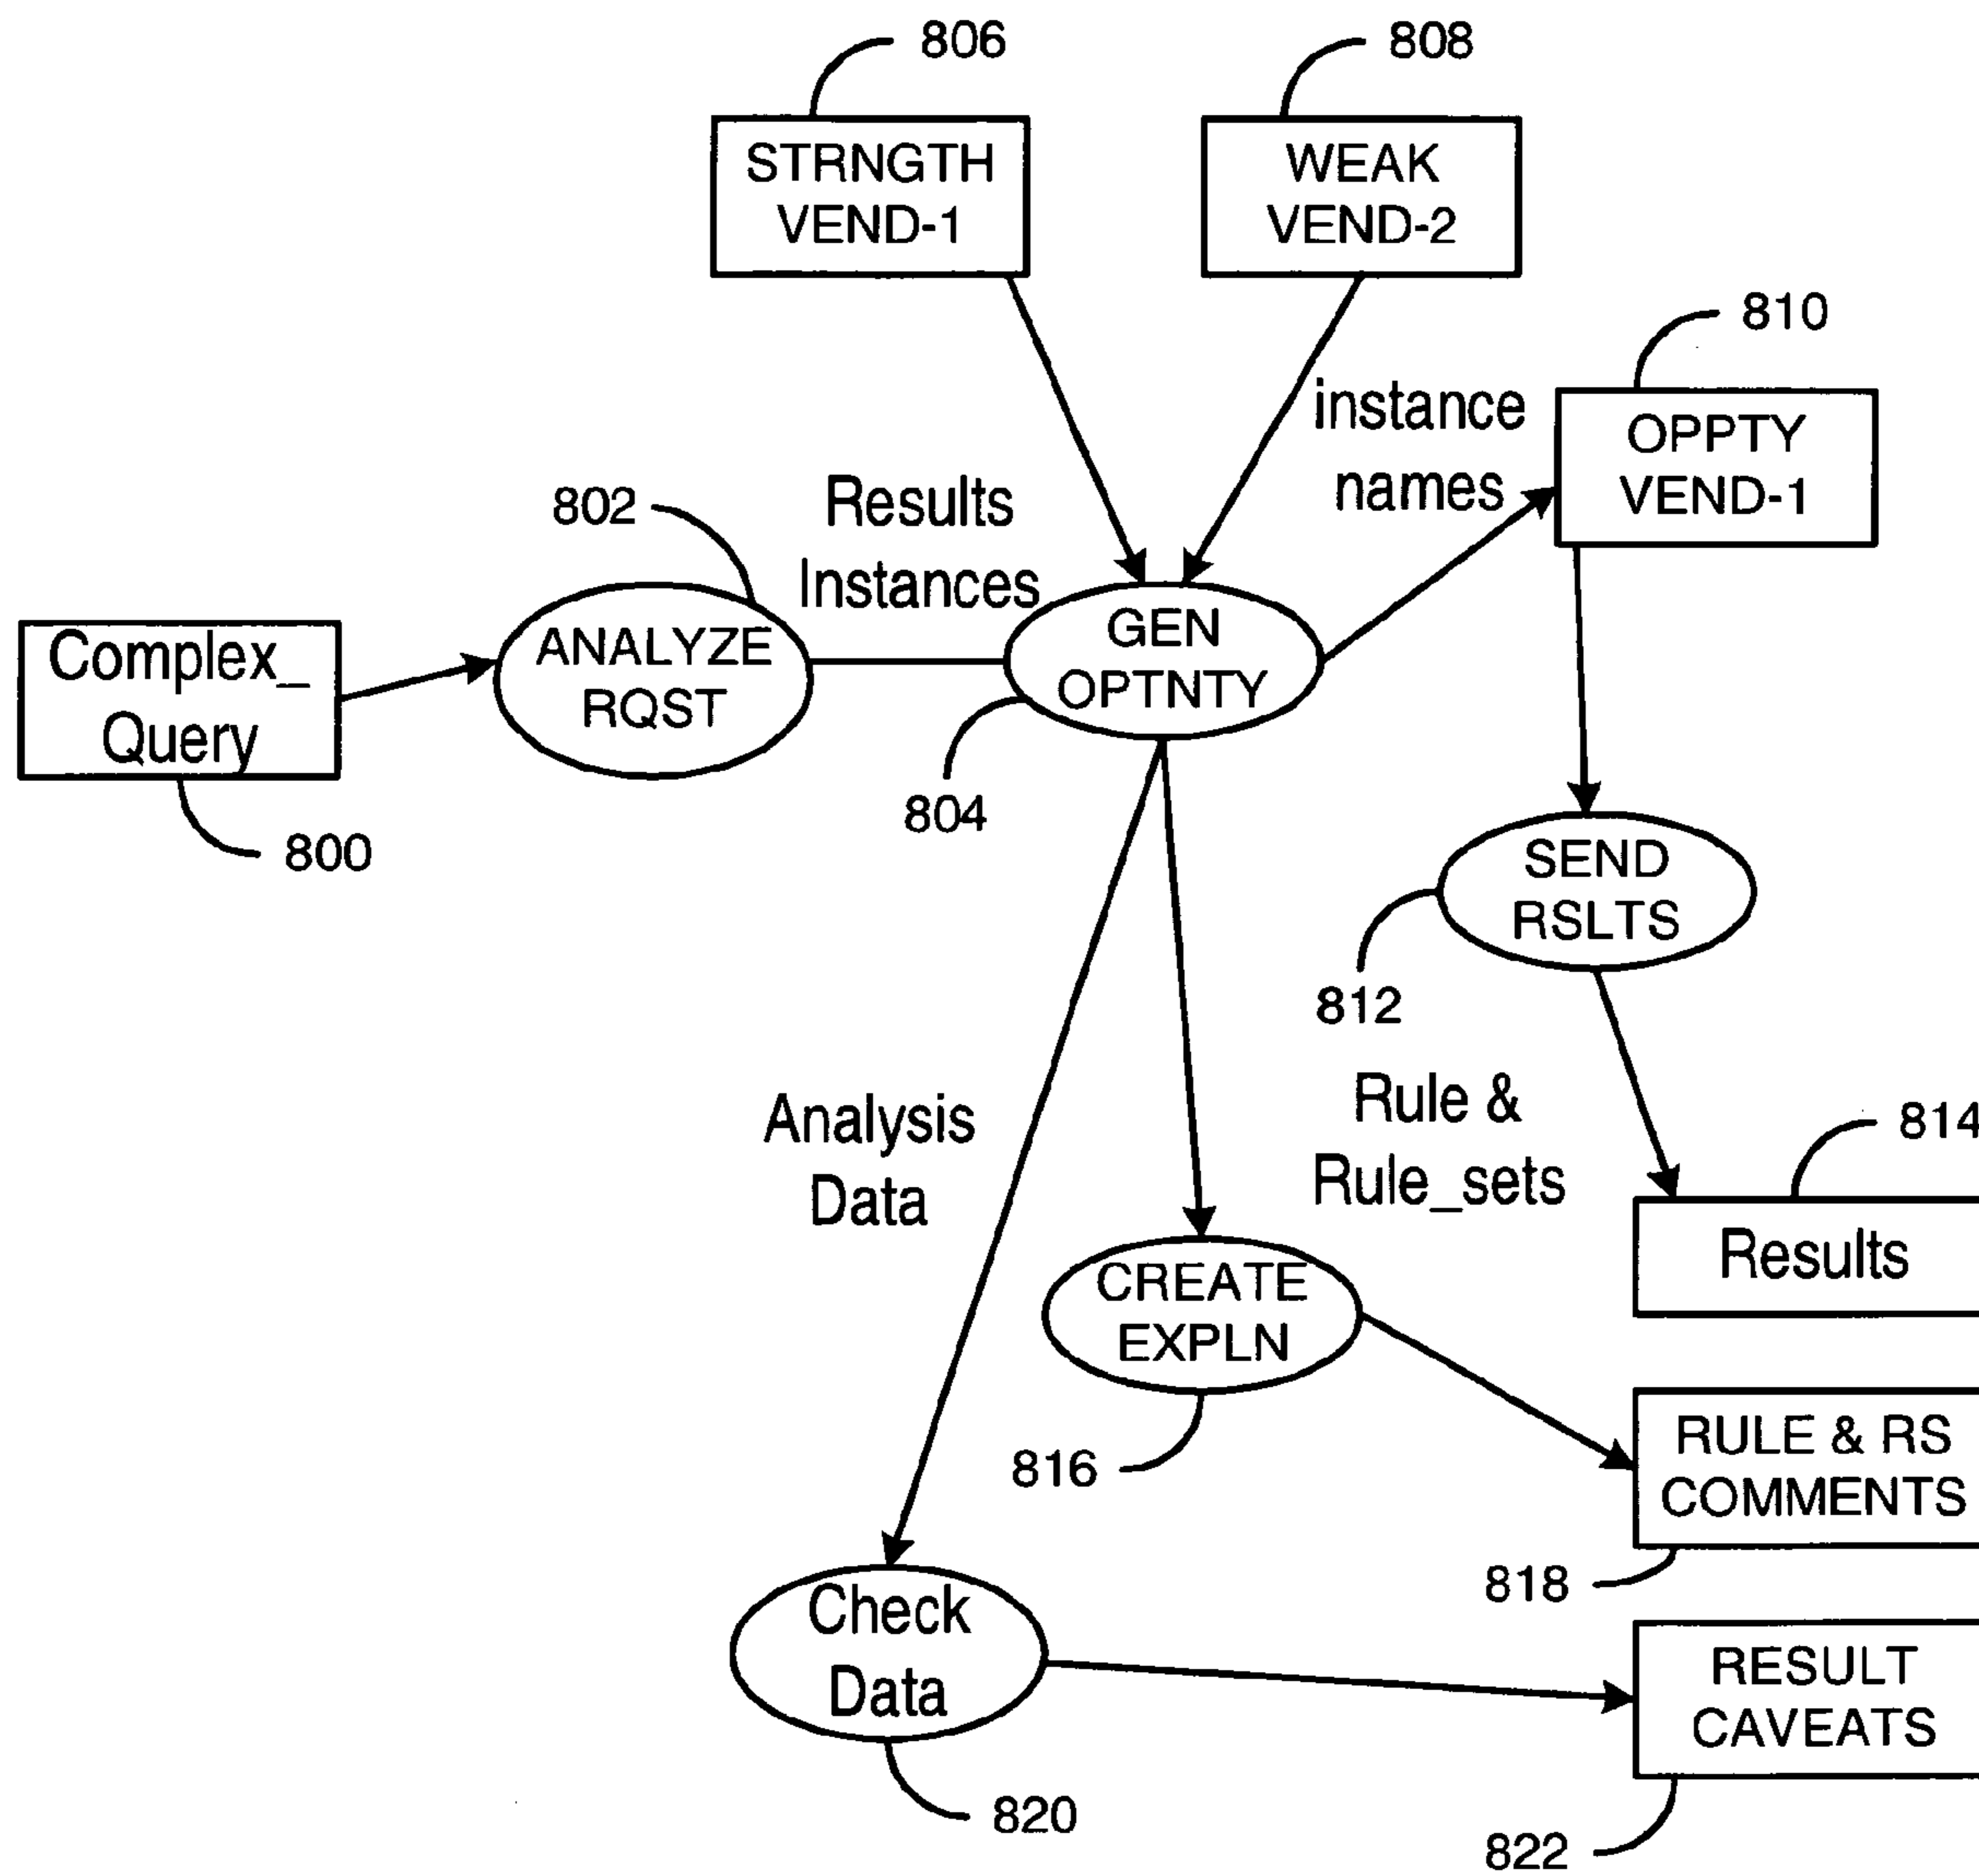 806
808
STRNGTH
VEND-1
WEAK
VEND-2
810
instance
names
OPPTY
VEND-1
802
Results
Instances
Complex_
Query
ANALYZE
RQST
GEN
OPTNTY
804
800
SEND
RSLTS
812
Analysis
Data
Rule &
Rule_sets
814
Results
CREATE
EXPLN
816
RULE & RS
COMMENTS
818
Check
Data
RESULT
CAVEATS
820
822